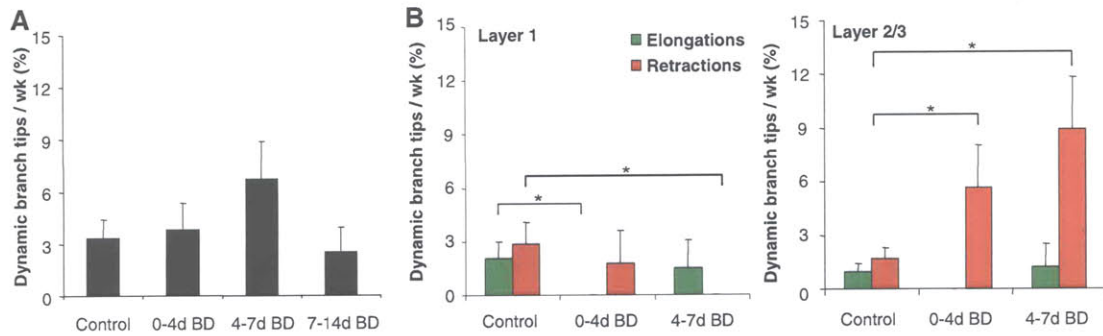 A
Dynamic branch tips / wk (%)
15
12
9
6
3
0
Control 0-4d BD 4-7d BD 7-14d BD
B
Dynamic branch tips / wk (%)
15
12
9
6
3
0
Layer 1
Elongations
Retractions
*
*
Control 0-4d BD 4-7d BD
Dynamic branch tips / wk (%)
15
12
9
6
3
0
Layer 2/3
*
*
Control 0-4d BD 4-7d BD